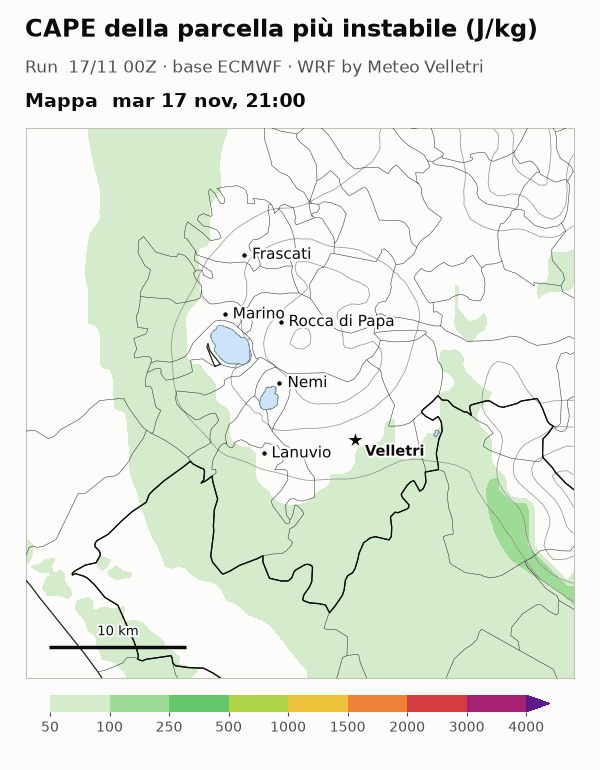 CAPE della parcella più instabile (J/kg)
Run  17/11 00Z · base ECMWF · WRF by Meteo Velletri
Mappa  mar 17 nov, 21:00
Frascati
Marino
Rocca di Papa
Nemi
Velletri
Lanuvio
10 km
50 100 250 500 1000 1500 2000 3000 4000